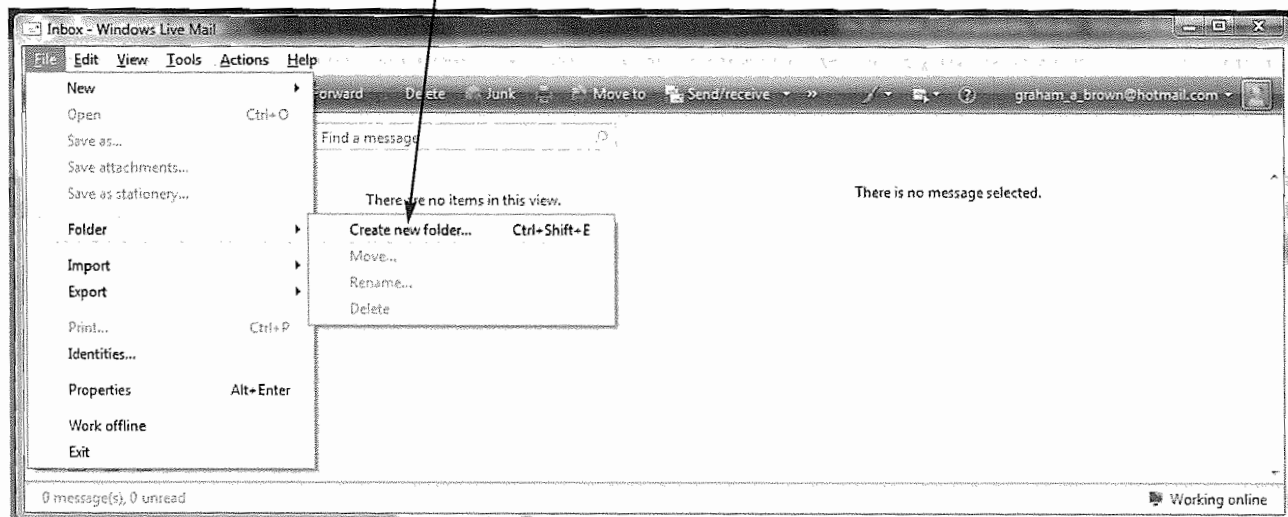 Inbox - Windows Live Mail
File Edit View Tools Actions Help
Forward Delete Junk Move to Send/receive » graham_a_brown@hotmail.com
New
Open Ctrl+O
Find a message
Save as...
Save attachments...
Save as stationery...
There are no items in this view.
There is no message selected.
Folder
Create new folder... Ctrl+Shift+E
Move...
Rename...
Delete
Import
Export
Print... Ctrl+P
Identities...
Properties Alt+Enter
Work offline
Exit
0 message(s), 0 unread
Working online